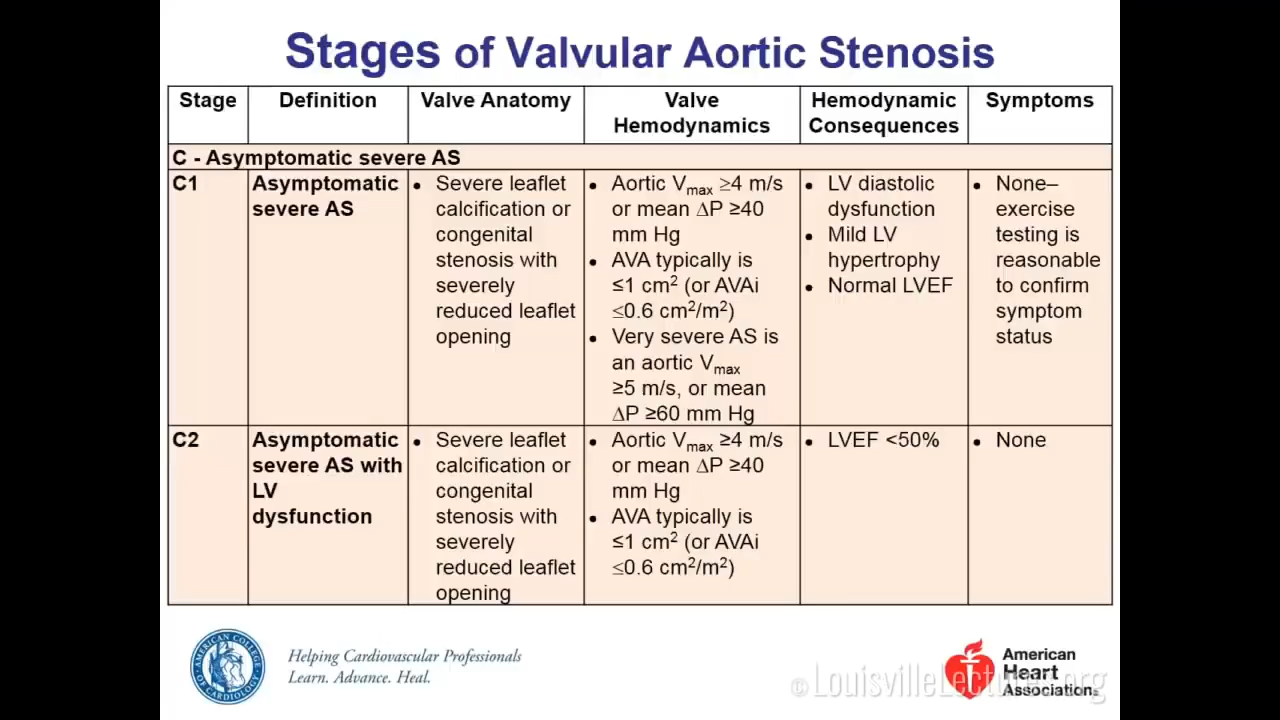 Stages of Valvular Aortic Stenosis
Stage
Definition
Valve Anatomy
Valve
Hemodynamics
Hemodynamic
Consequences
Symptoms
C - Asymptomatic severe AS
C1
Asymptomatic
severe AS
• Severe leaflet
calcification or
congenital
stenosis with
severely
reduced leaflet
opening
• Aortic Vmax ≥4 m/s
or mean ∆P ≥40
mm Hg
• AVA typically is
≤1 cm² (or AVAi
≤0.6 cm²/m²)
• Very severe AS is
an aortic Vmax
≥5 m/s, or mean
∆P ≥60 mm Hg
• LV diastolic
dysfunction
• Mild LV
hypertrophy
• Normal LVEF
• None–
exercise
testing is
reasonable
to confirm
symptom
status
C2
Asymptomatic
severe AS with
LV
dysfunction
• Severe leaflet
calcification or
congenital
stenosis with
severely
reduced leaflet
opening
• Aortic Vmax ≥4 m/s
or mean ∆P ≥40
mm Hg
• AVA typically is
≤1 cm² (or AVAi
≤0.6 cm²/m²)
• LVEF <50%
• None
AMERICAN COLLEGE
OF CARDIOLOGY
Helping Cardiovascular Professionals
Learn. Advance. Heal.
American
Heart
Association®
© LouisvilleLectures.org